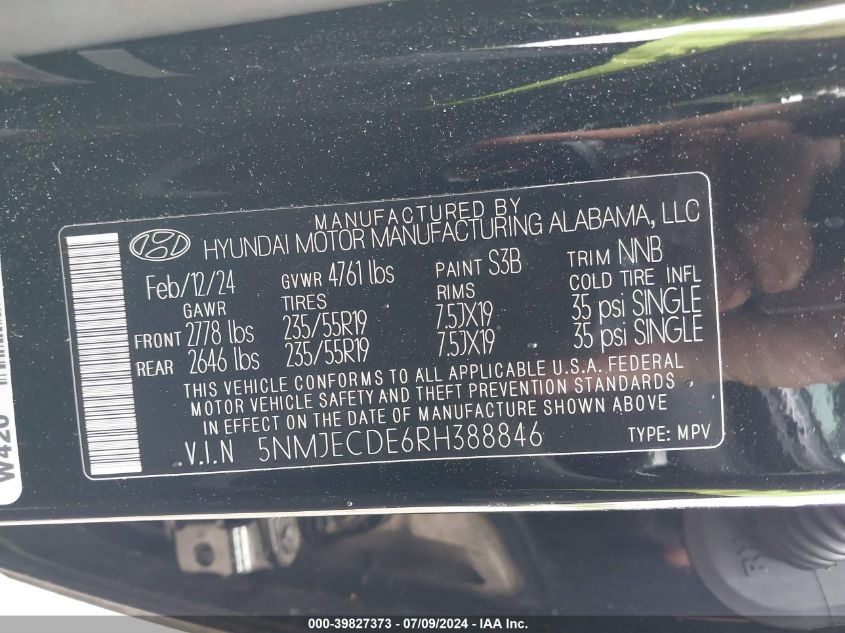 MANUFACTURED BY
HYUNDAI MOTOR MANUFACTURING ALABAMA, LLC
Feb/12/24 GVWR 4761 lbs PAINT S3B TRIM NNB
GAWR TIRES RIMS COLD TIRE INFL
FRONT 2778 lbs 235/55R19 7.5JX19 35 psi SINGLE
REAR 2646 lbs 235/55R19 7.5JX19 35 psi SINGLE
THIS VEHICLE CONFORMS TO ALL APPLICABLE U.S.A. FEDERAL
MOTOR VEHICLE SAFETY AND THEFT PREVENTION STANDARDS
IN EFFECT ON THE DATE OF MANUFACTURE SHOWN ABOVE
V.I.N 5NMJECDE6RH388846 TYPE: MPV
W420
000-39827373 - 07/09/2024 - IAA Inc.